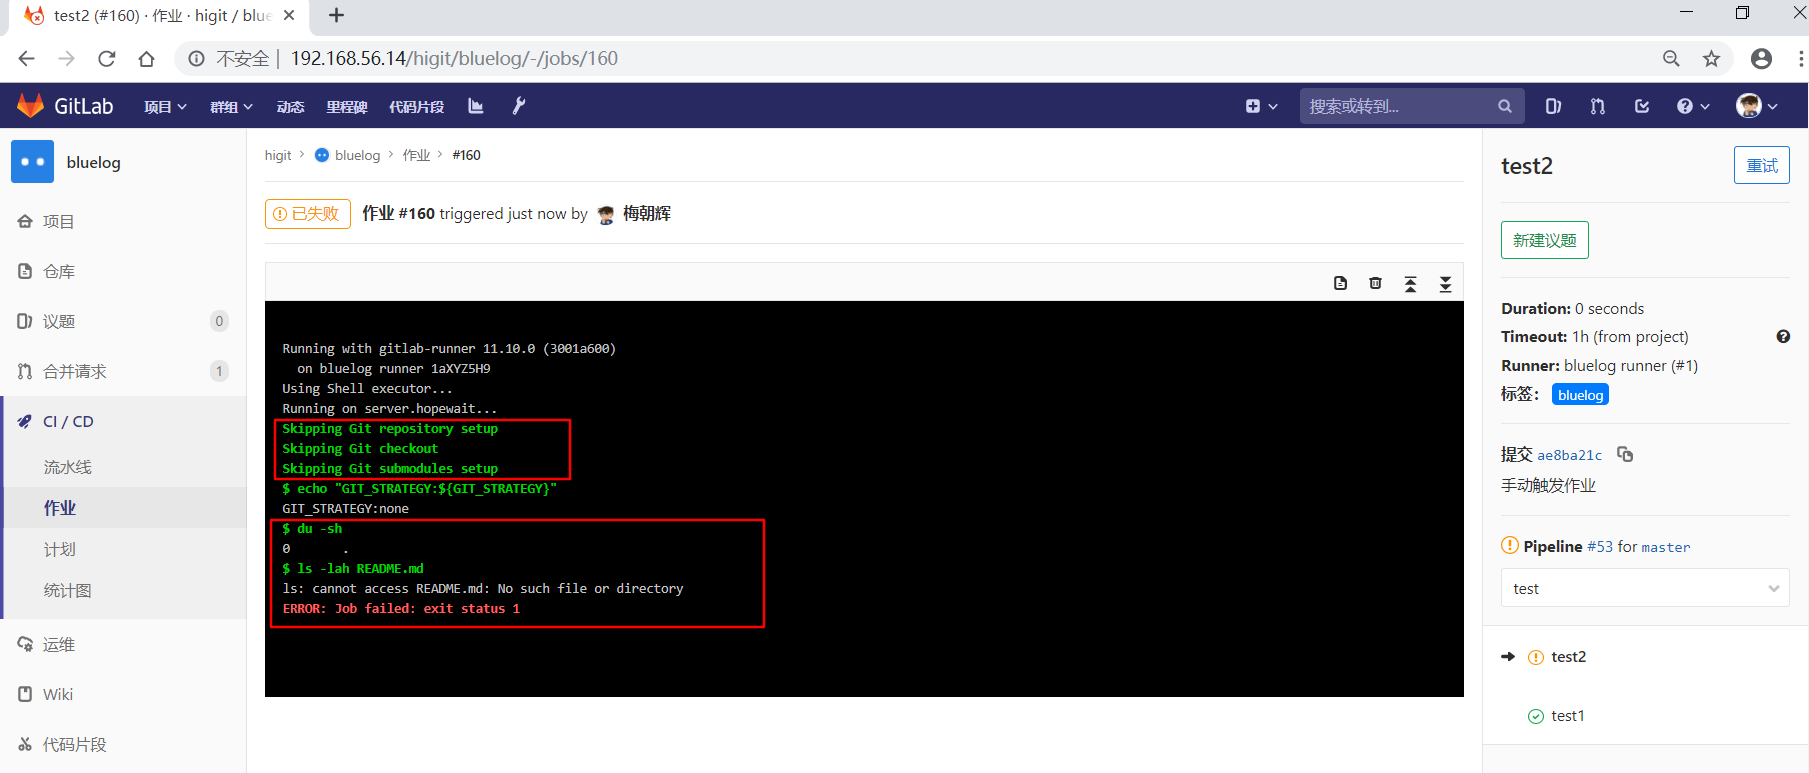 test2 (#160) · 作业 · higit / blue
不安全 | 192.168.56.14/higit/bluelog/-/jobs/160
GitLab 项目 群组 动态 里程碑 代码片段 搜索或转到...
bluelog
项目
仓库
议题 0
合并请求 1
CI / CD
流水线
作业
计划
统计图
运维
Wiki
代码片段
higit > bluelog > 作业 > #160
已失败 作业 #160 triggered just now by 梅朝辉
Running with gitlab-runner 11.10.0 (3001a600)
on bluelog runner 1aXYZ5H9
Using Shell executor...
Running on server.hopewait...
Skipping Git repository setup
Skipping Git checkout
Skipping Git submodules setup
$ echo "GIT_STRATEGY:${GIT_STRATEGY}"
GIT_STRATEGY:none
$ du -sh
0 .
$ ls -lah README.md
ls: cannot access README.md: No such file or directory
ERROR: Job failed: exit status 1
test2 重试
新建议题
Duration: 0 seconds
Timeout: 1h (from project)
Runner: bluelog runner (#1)
标签: bluelog
提交 ae8ba21c
手动触发作业
Pipeline #53 for master
test
test2
test1